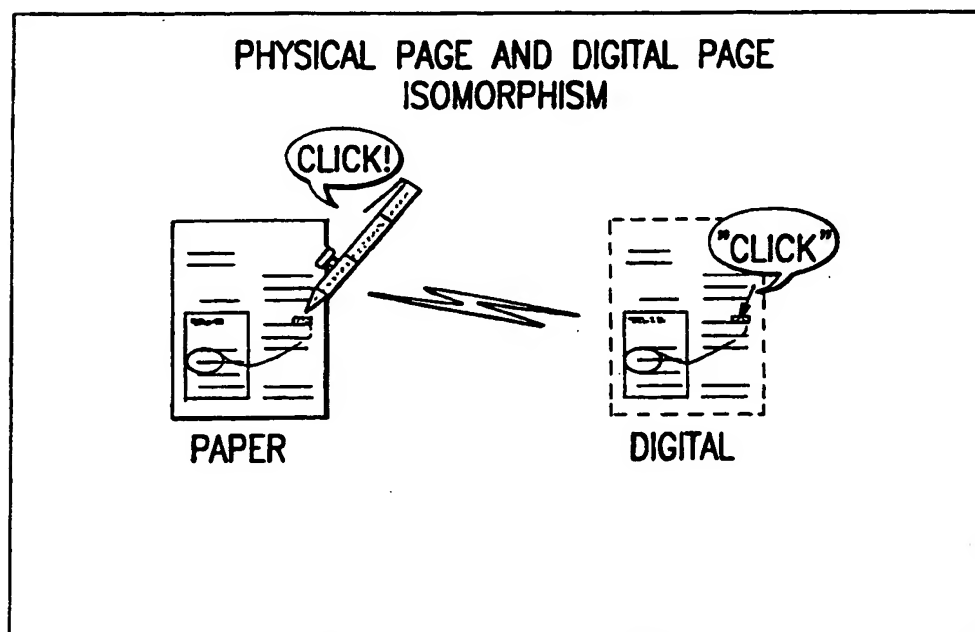 PHYSICAL PAGE AND DIGITAL PAGE
ISOMORPHISM
CLICK!
"CLICK"
PAPER
DIGITAL